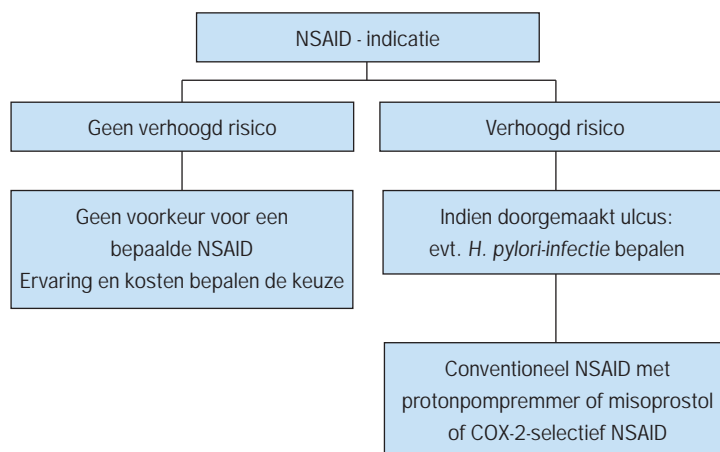 NSAID - indicatie
Geen verhoogd risico
Verhoogd risico
Geen voorkeur voor een
bepaalde NSAID
Ervaring en kosten bepalen de keuze
Indien doorgemaakt ulcus:
evt. H. pylori-infectie bepalen
Conventioneel NSAID met
protonpompremmer of misoprostol
of COX-2-selectief NSAID